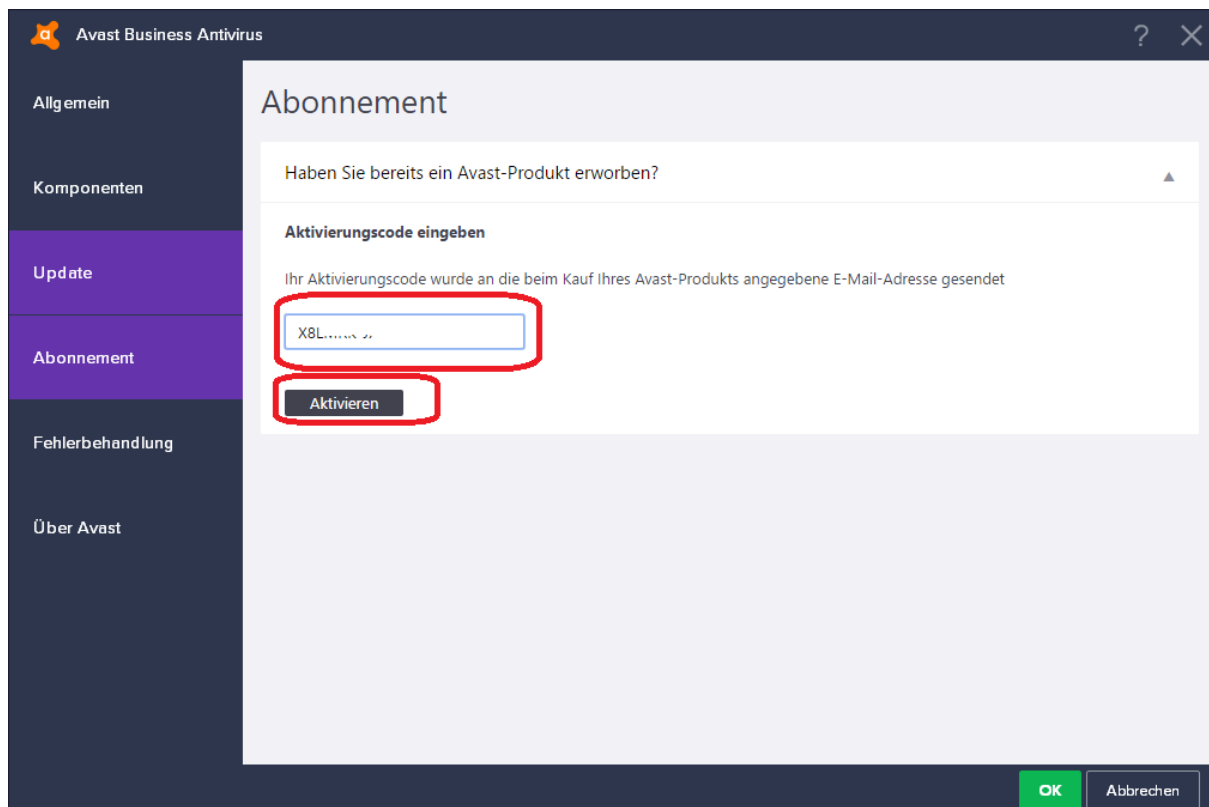 Avast Business Antivirus
?
Allgemein
Komponenten
Update
Abonnement
Fehlerbehandlung
Über Avast
Abonnement
Haben Sie bereits ein Avast-Produkt erworben?
Aktivierungscode eingeben
Ihr Aktivierungscode wurde an die beim Kauf Ihres Avast-Produkts angegebene E-Mail-Adresse gesendet
Aktivieren
OK
Abbrechen